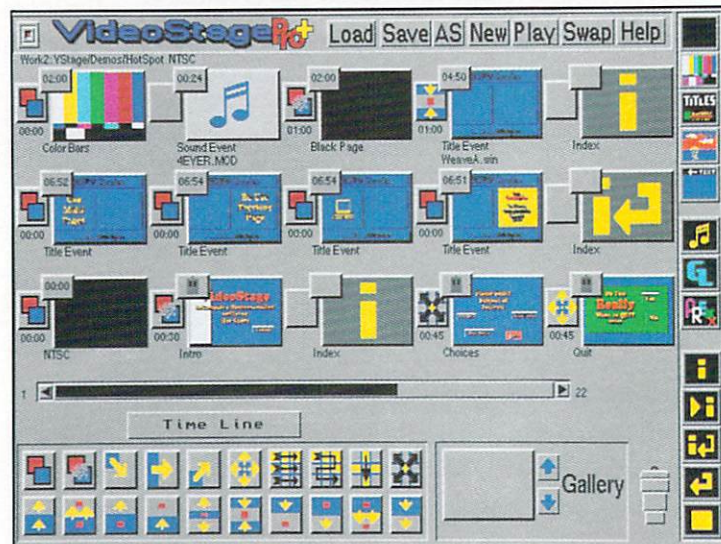 VideoStage Pro+ Load Save AS New Play Swap Help
Work2: VStage/Demos/HotSpot NTSC
02:00 00:24 02:00 04:50
00:00 01:00 01:00
Color Bars Sound Event Black Page Title Event Index
4EVER.MOD WeaveA.win
TITLES
06:52 06:54 06:54 06:51
00:00 00:00 00:00 00:00
Title Event Title Event Title Event Title Event Index
00:00
VideoStage
Really
00:00 00:30 00:45 00:45
NTSC Intro Index Choices Quit
1 22
Time Line
Gallery